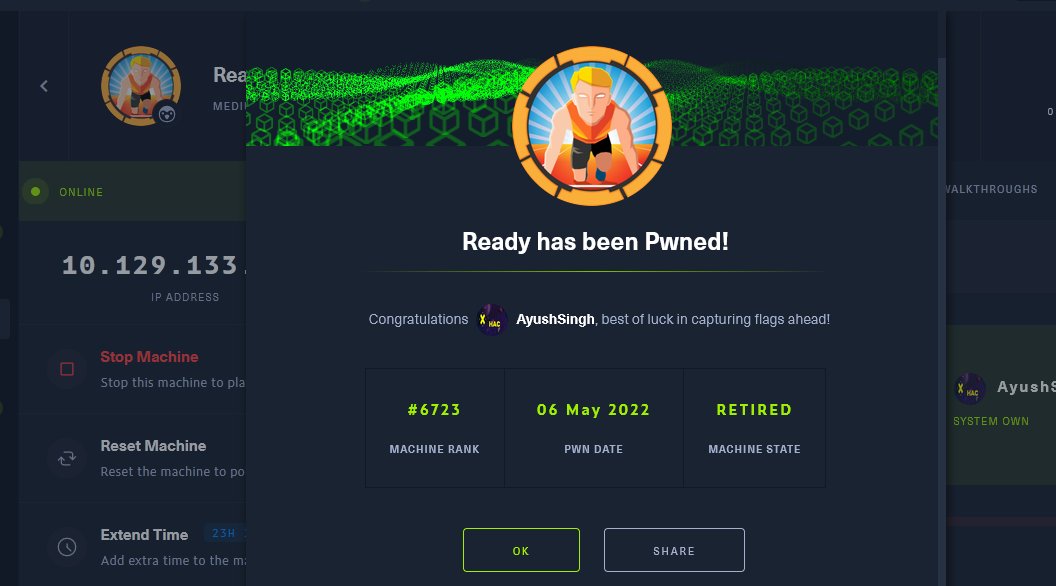 Rea
MEDI
ONLINE
10.129.133.
IP ADDRESS
Stop Machine
Stop this machine to pla
Reset Machine
Reset the machine to po
Extend Time 23H
Add extra time to the ma
Ready has been Pwned!
Congratulations X HAC AyushSingh, best of luck in capturing flags ahead!
#6723 06 May 2022 RETIRED
MACHINE RANK PWN DATE MACHINE STATE
OK SHARE
0
WALKTHROUGHS
X HAC AyushS
SYSTEM OWN